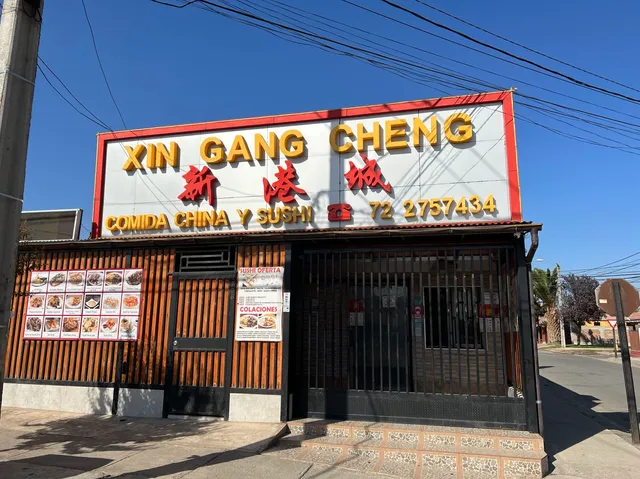 XIN GANG CHENG
新港城
COMIDA CHINA Y SUSHI ☎ 72 2757434
SUSHI OFERTA
COLACIONES